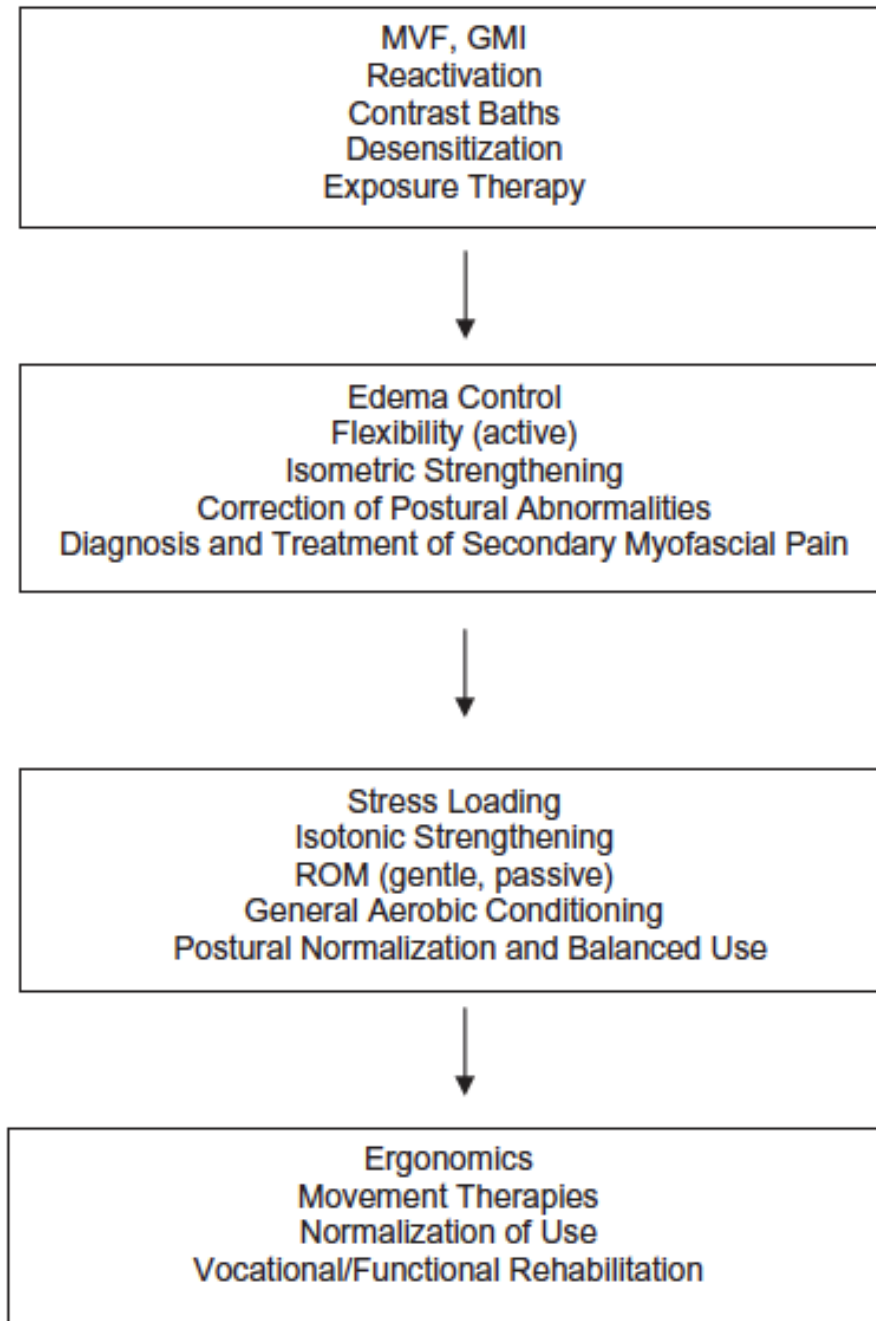 MVF, GMI
Reactivation
Contrast Baths
Desensitization
Exposure Therapy
Edema Control
Flexibility (active)
Isometric Strengthening
Correction of Postural Abnormalities
Diagnosis and Treatment of Secondary Myofascial Pain
Stress Loading
Isotonic Strengthening
ROM (gentle, passive)
General Aerobic Conditioning
Postural Normalization and Balanced Use
Ergonomics
Movement Therapies
Normalization of Use
Vocational/Functional Rehabilitation